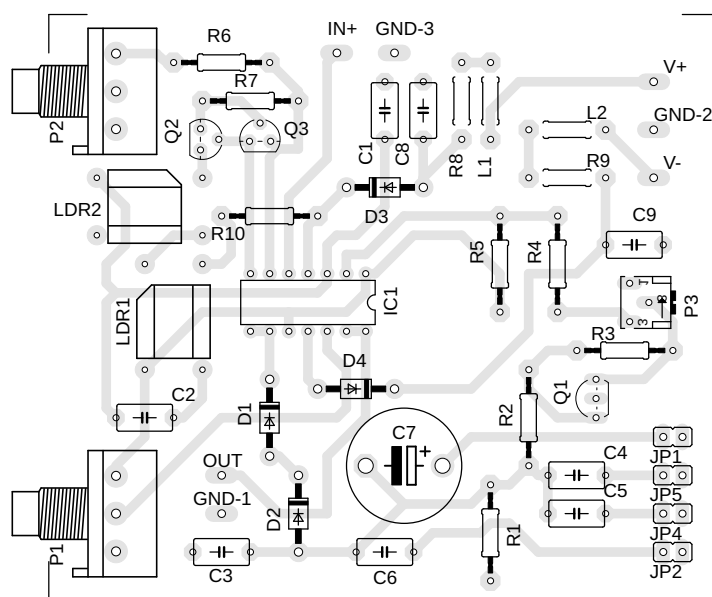 R6
IN+
GND-3
R7
V+
P2
Q2
Q3
L2
GND-2
C1
C8
R8
L1
R9
V-
LDR2
R10
D3
C9
R5
R4
LDR1
IC1
1
P3
3
R3
D4
C2
D1
R2
Q1
C7
+
OUT
JP1
C4
GND-1
JP5
C5
D2
JP4
P1
R1
C3
C6
JP2